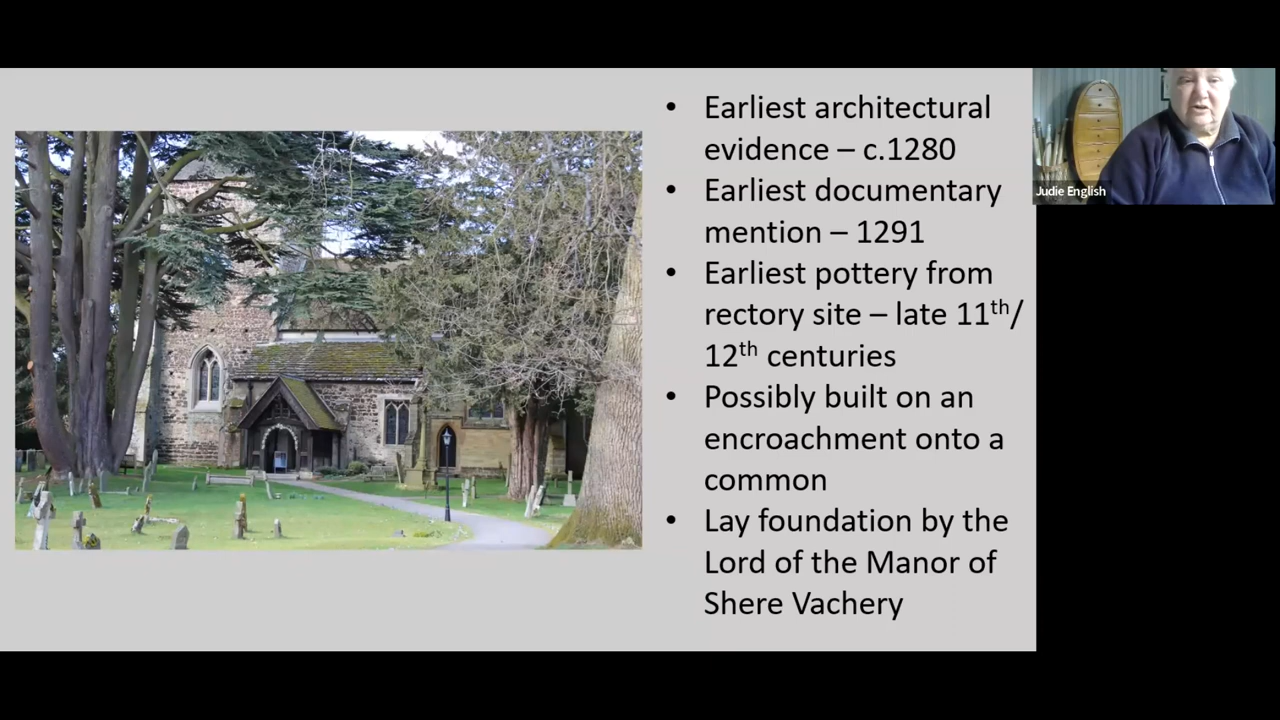 • Earliest architectural
evidence – c.1280
• Earliest documentary
mention – 1291
• Earliest pottery from
rectory site – late 11th/
12th centuries
• Possibly built on an
encroachment onto a
common
• Lay foundation by the
Lord of the Manor of
Shere Vachery
Judie English